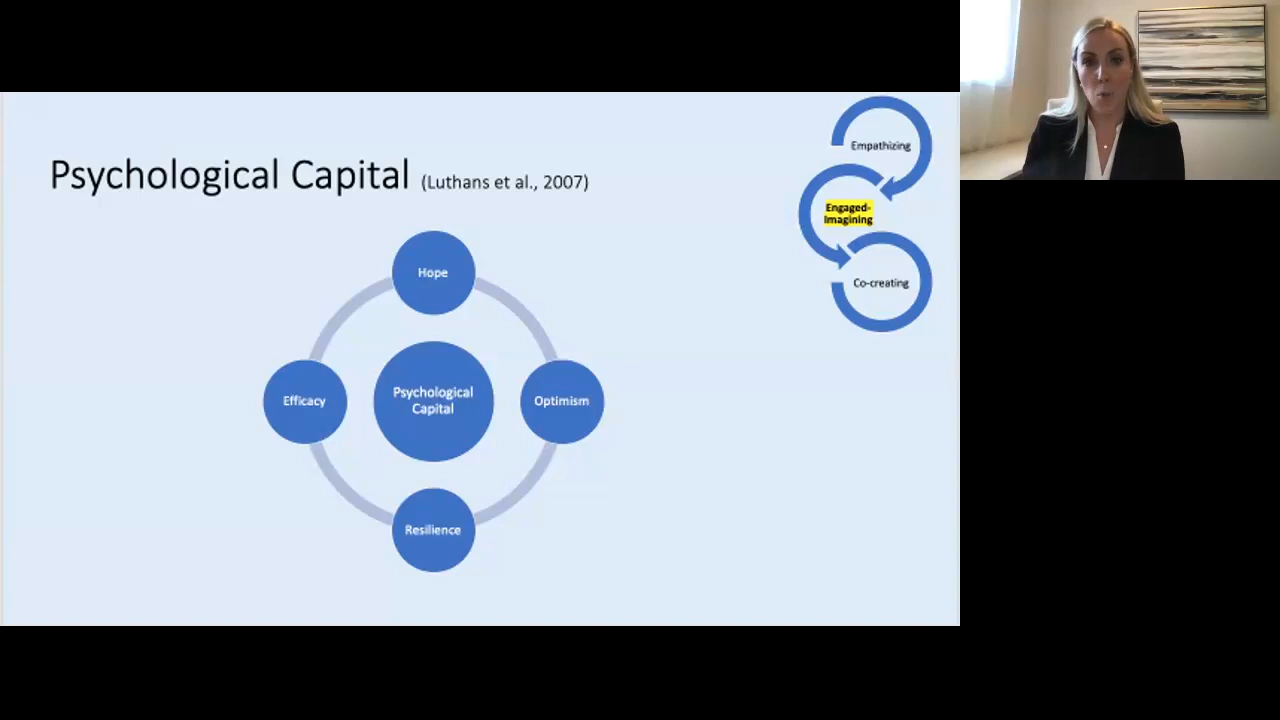 Psychological Capital (Luthans et al., 2007)
Empathizing
Engaged-
Imagining
Co-creating
Hope
Efficacy
Psychological
Capital
Optimism
Resilience